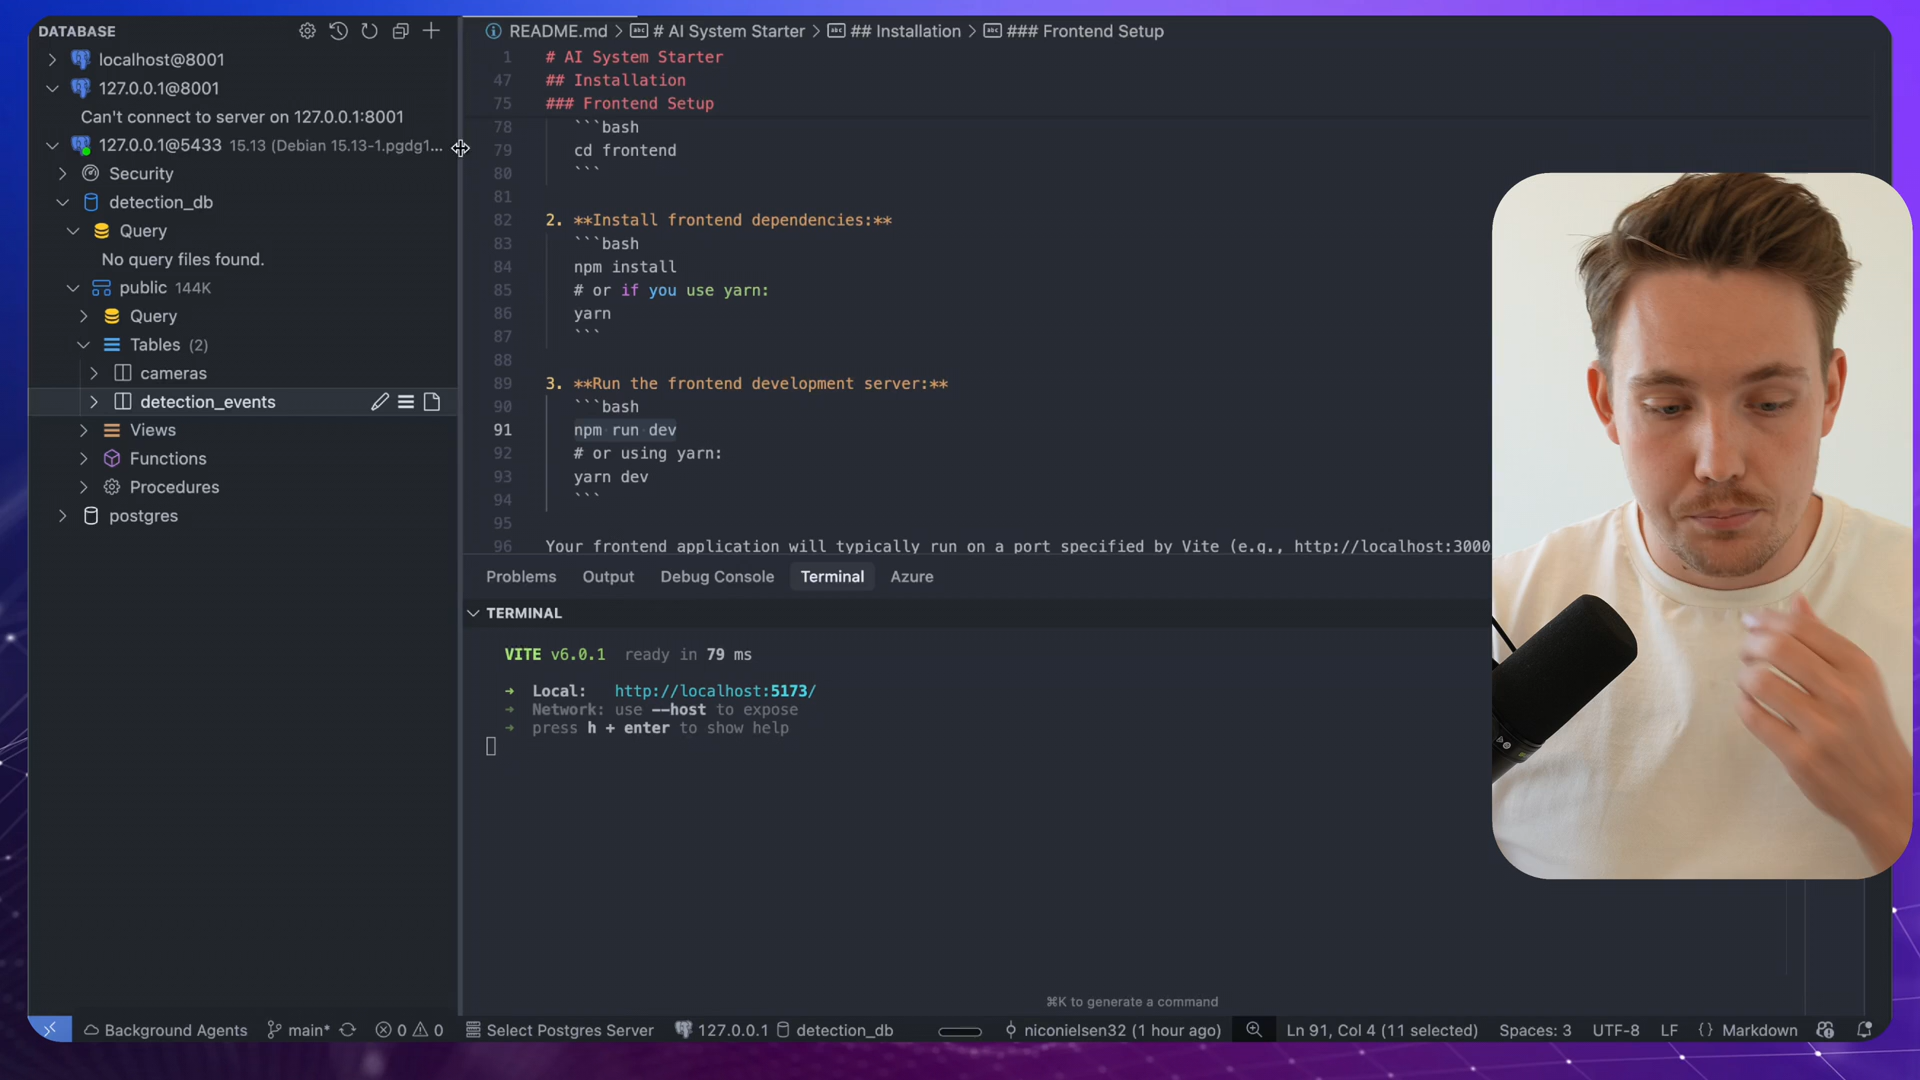 DATABASE
localhost@8001
127.0.0.1@8001
Can't connect to server on 127.0.0.1:8001
127.0.0.1@5433 15.13 (Debian 15.13-1.pgdg1...
Security
detection_db
Query
No query files found.
public 144K
Query
Tables (2)
cameras
detection_events
Views
Functions
Procedures
postgres
README.md > # AI System Starter > ## Installation > ### Frontend Setup
1 # AI System Starter
47 ## Installation
75 ### Frontend Setup
78 ```bash
79 cd frontend
80 ```
81
82 2. **Install frontend dependencies:**
83 ```bash
84 npm install
85 # or if you use yarn:
86 yarn
87 ```
88
89 3. **Run the frontend development server:**
90 ```bash
91 npm run dev
92 # or using yarn:
93 yarn dev
94 ```
95
96 Your frontend application will typically run on a port specified by Vite (e.g., http://localhost:3000
Problems Output Debug Console Terminal Azure
TERMINAL
VITE v6.0.1 ready in 79 ms
➜ Local: http://localhost:5173/
➜ Network: use --host to expose
➜ press h + enter to show help
⌘K to generate a command
Background Agents main* 0 0 Select Postgres Server 127.0.0.1 detection_db niconielsen32 (1 hour ago) Ln 91, Col 4 (11 selected) Spaces: 3 UTF-8 LF {} Markdown